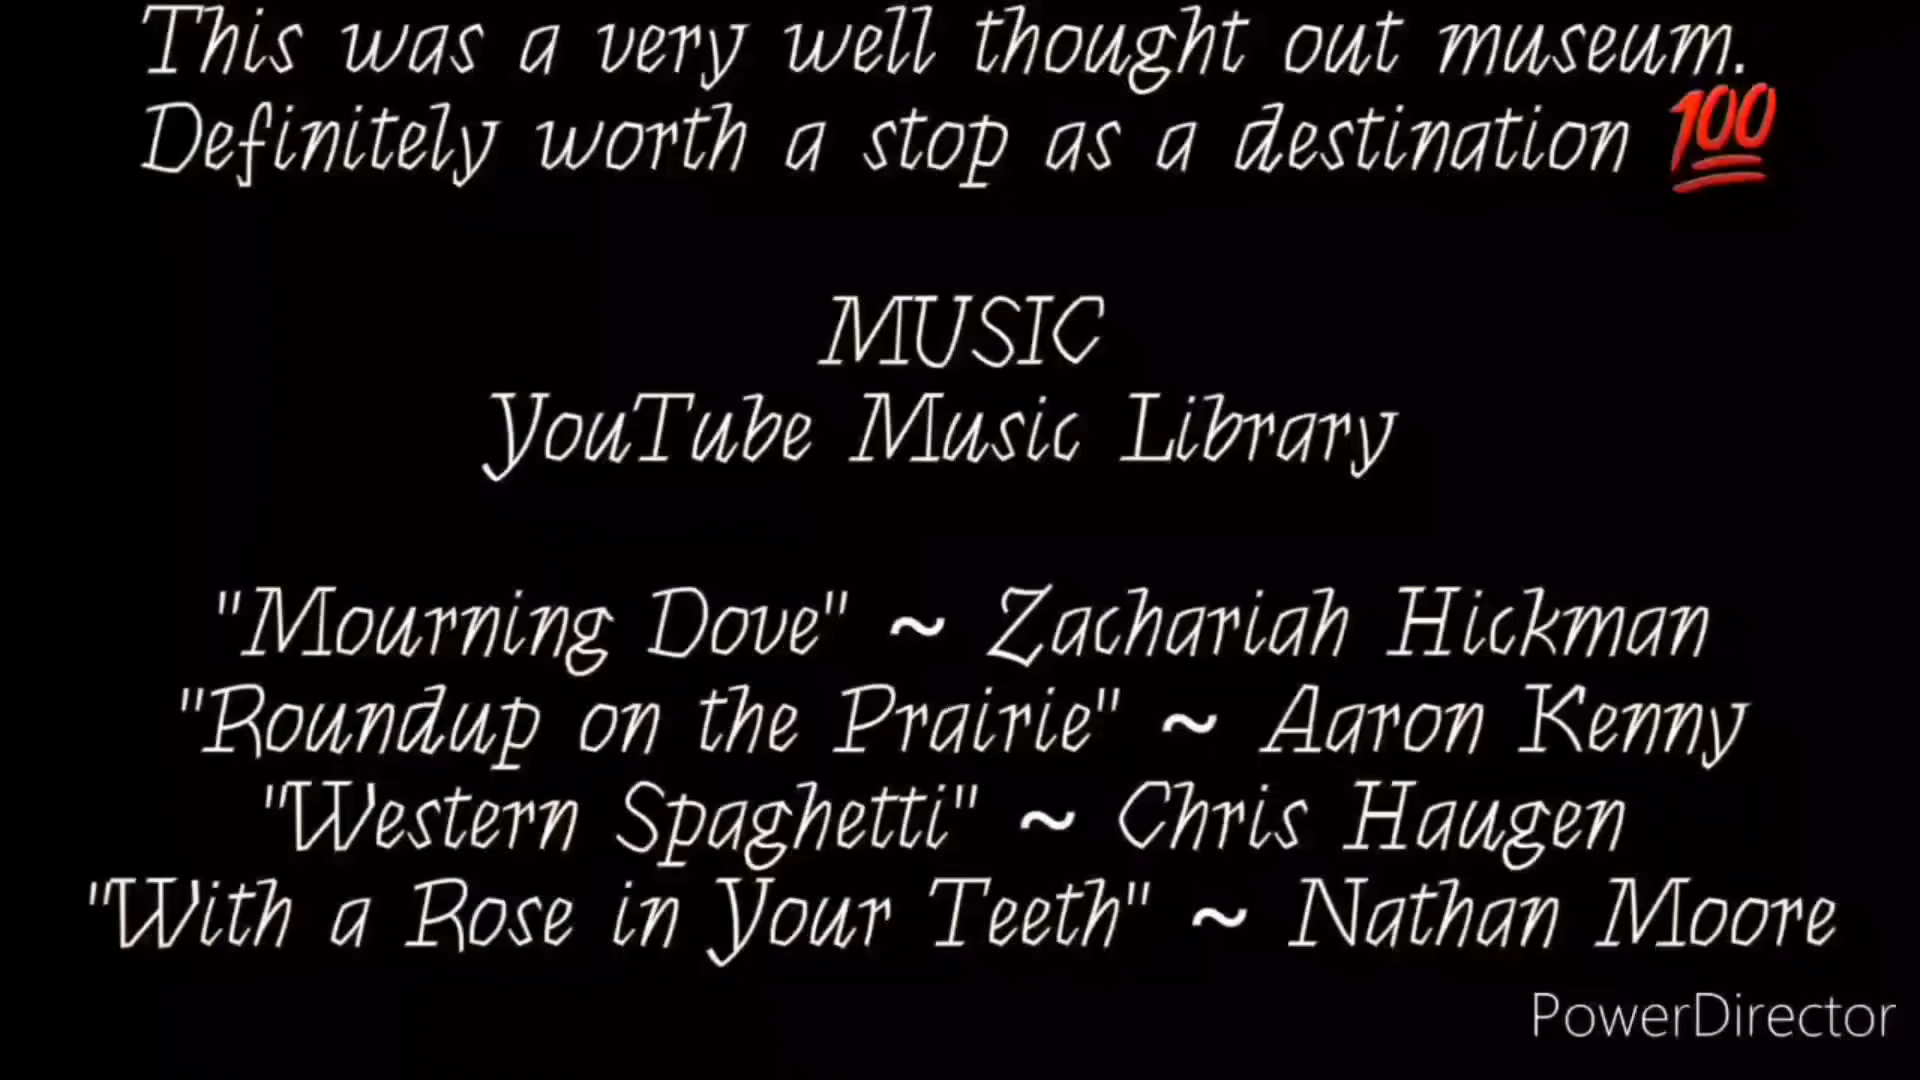 This was a very well thought out museum.
Definitely worth a stop as a destination 💯
MUSIC
YouTube Music Library
"Mourning Dove" ~ Zachariah Hickman
"Roundup on the Prairie" ~ Aaron Kenny
"Western Spaghetti" ~ Chris Haugen
"With a Rose in Your Teeth" ~ Nathan Moore
PowerDirector